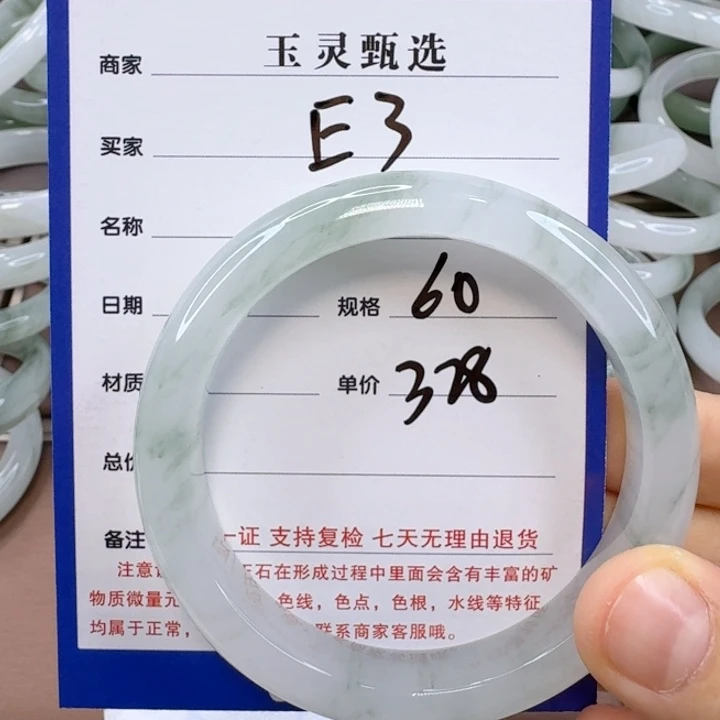 商家 玉灵甄选
买家 E3
名称
日期 规格 60
材质 单价 378
总价
备注 一证 支持复检 七天无理由退货
注意 石在形成过程中里面会含有丰富的矿
物质微量元 色线，色点，色根，水线等特征
均属于正常， 联系商家客服哦。